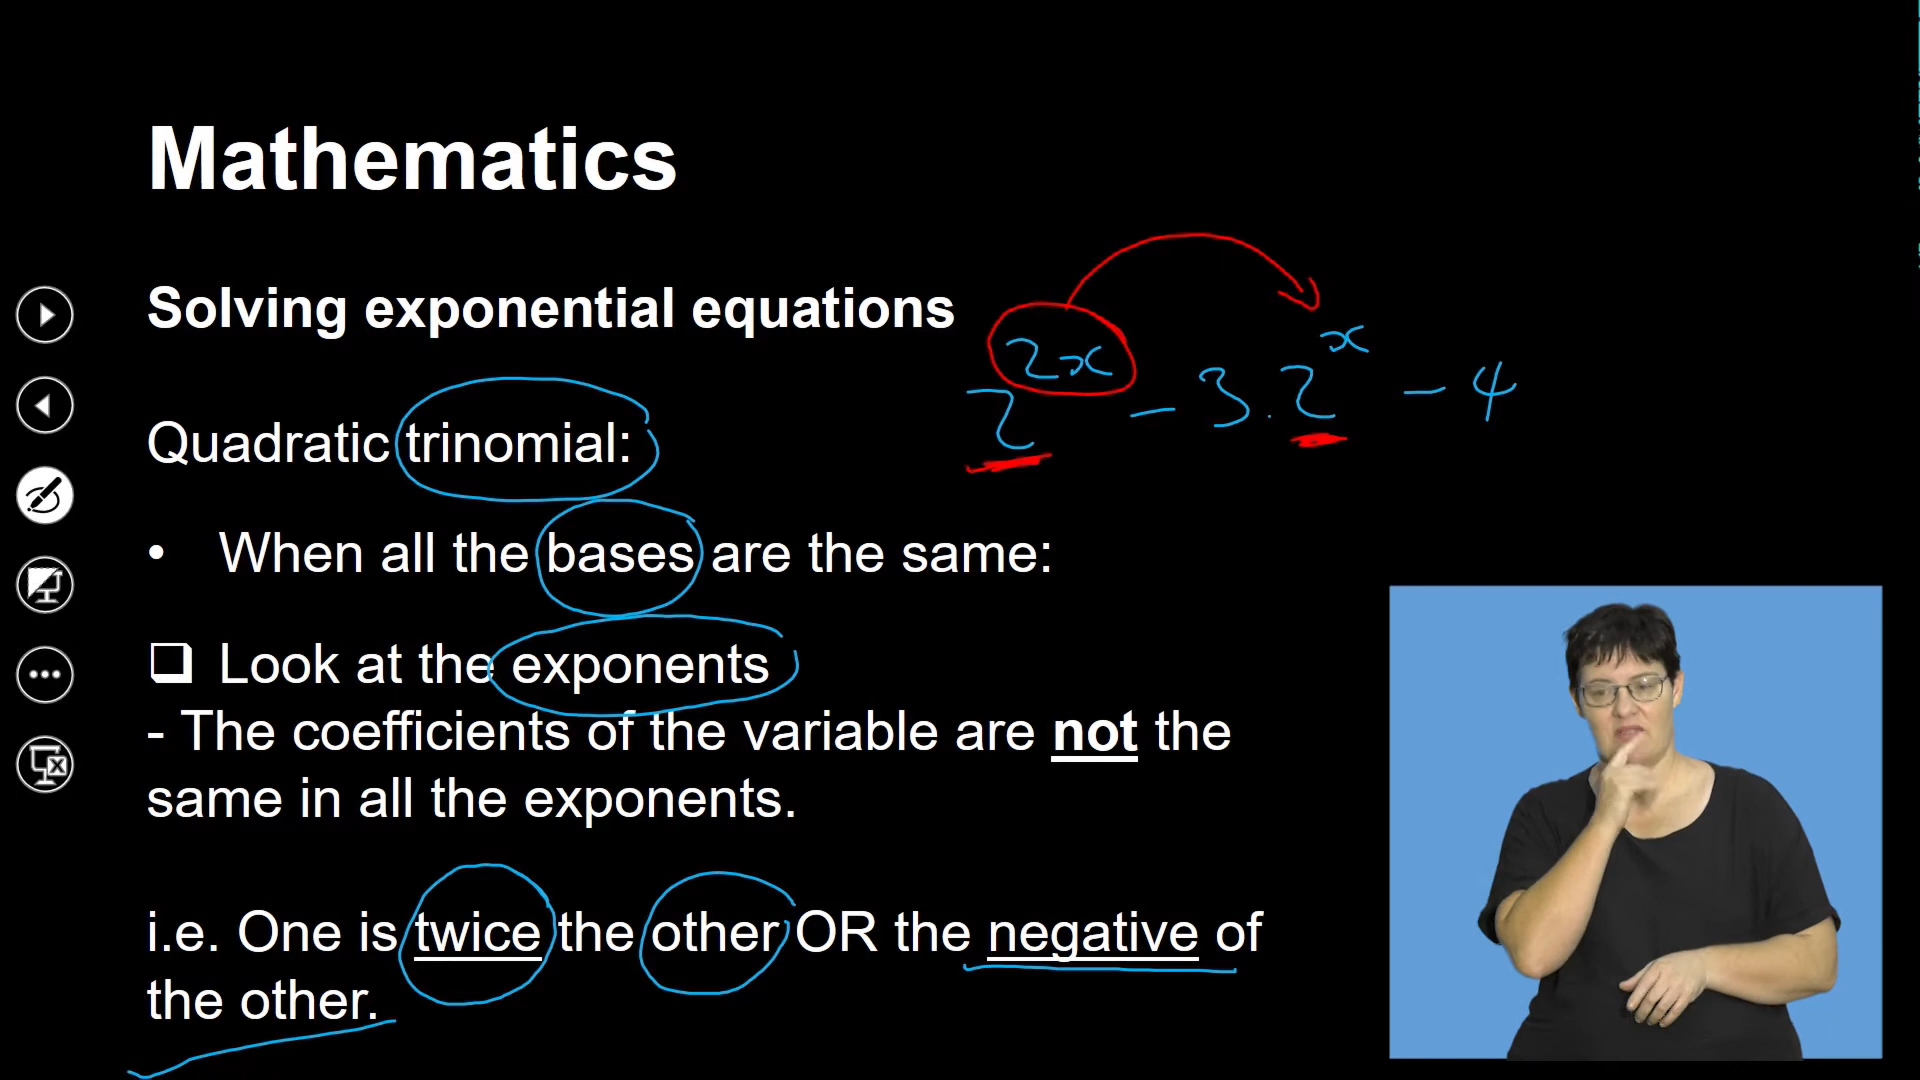 Mathematics
Solving exponential equations
2^{2x} - 3.2^x - 4
Quadratic trinomial:
• When all the bases are the same:
❑ Look at the exponents
- The coefficients of the variable are not the
same in all the exponents.
i.e. One is twice the other OR the negative of
the other.